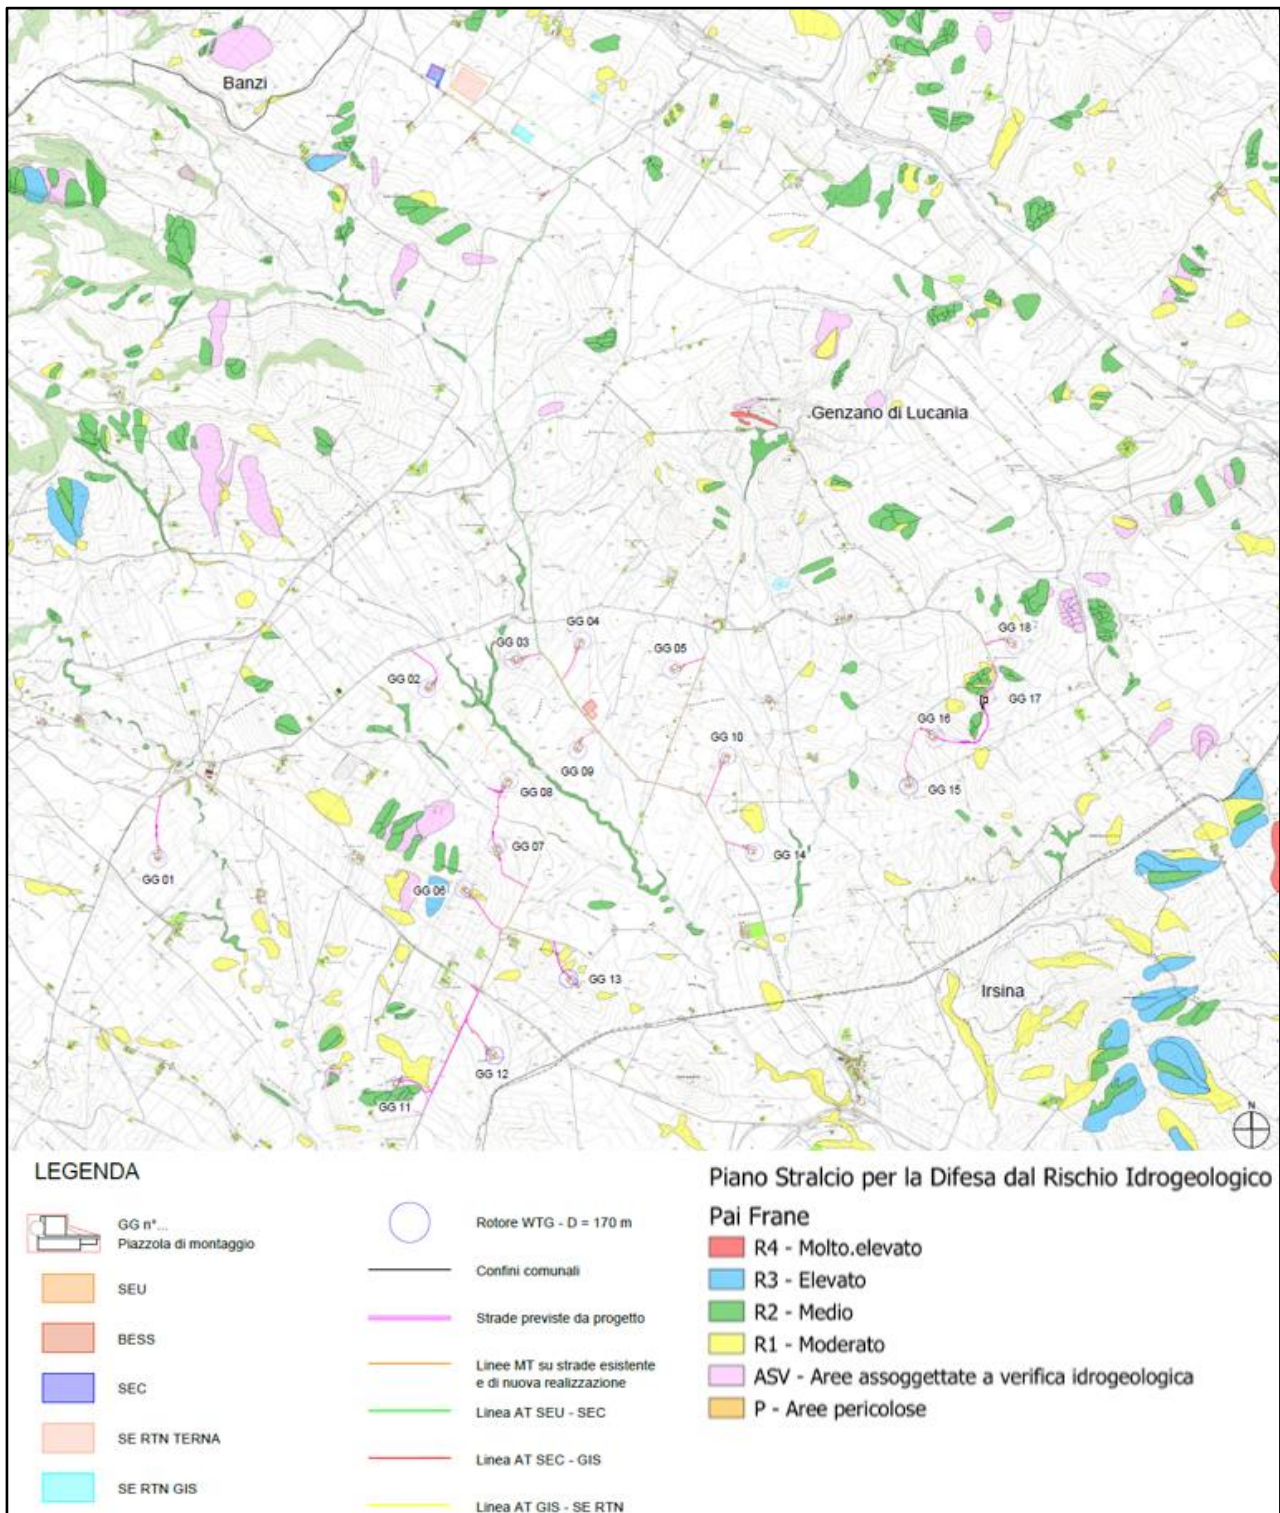 Banzi
Genzano di Lucania
GG 04
GG 03
GG 05
GG 18
GG 02
GG 17
GG 16
GG 10
GG 09
GG 08
GG 15
GG 07
GG 14
GG 01
GG 06
GG 13
Irsina
GG 12
GG 11
N
LEGENDA
GG n°...
Piazzola di montaggio
SEU
BESS
SEC
SE RTN TERNA
SE RTN GIS
Rotore WTG - D = 170 m
Confini comunali
Strade previste da progetto
Linee MT su strade esistente
e di nuova realizzazione
Linea AT SEU - SEC
Linea AT SEC - GIS
Linea AT GIS - SE RTN
Piano Stralcio per la Difesa dal Rischio Idrogeologico
Pai Frane
R4 - Molto.elevato
R3 - Elevato
R2 - Medio
R1 - Moderato
ASV - Aree assoggettate a verifica idrogeologica
P - Aree pericolose